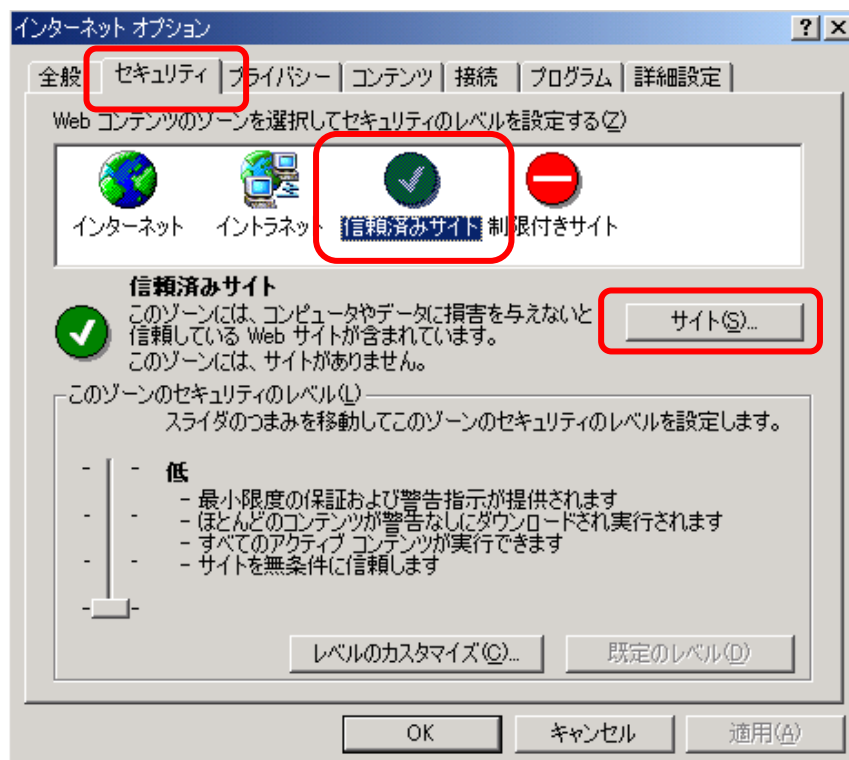 インターネット オプション
全般 セキュリティ プライバシー コンテンツ 接続 プログラム 詳細設定
Web コンテンツのゾーンを選択してセキュリティのレベルを設定する(Z)
インターネット イントラネット 信頼済みサイト 制限付きサイト
信頼済みサイト
このゾーンには、コンピュータやデータに損害を与えないと
信頼している Web サイトが含まれています。
このゾーンには、サイトがありません。
サイト(S)...
このゾーンのセキュリティのレベル(L)
スライダのつまみを移動してこのゾーンのセキュリティのレベルを設定します。
低
- 最小限度の保証および警告指示が提供されます
- ほとんどのコンテンツが警告なしにダウンロードされ実行されます
- すべてのアクティブ コンテンツが実行できます
- サイトを無条件に信頼します
レベルのカスタマイズ(C)... 既定のレベル(D)
OK キャンセル 適用(A)